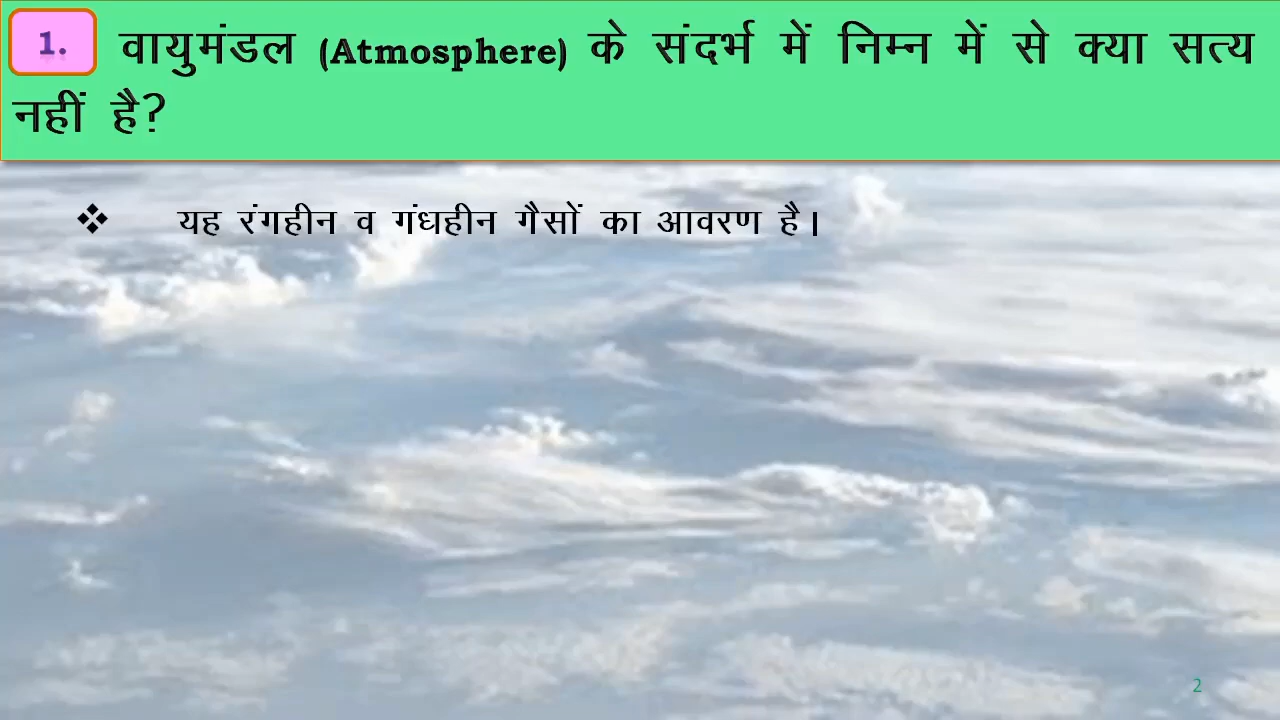 1. वायुमंडल (Atmosphere) के संदर्भ में निम्न में से क्या सत्य
नहीं है?
❖ यह रंगहीन व गंधहीन गैसों का आवरण है।
2